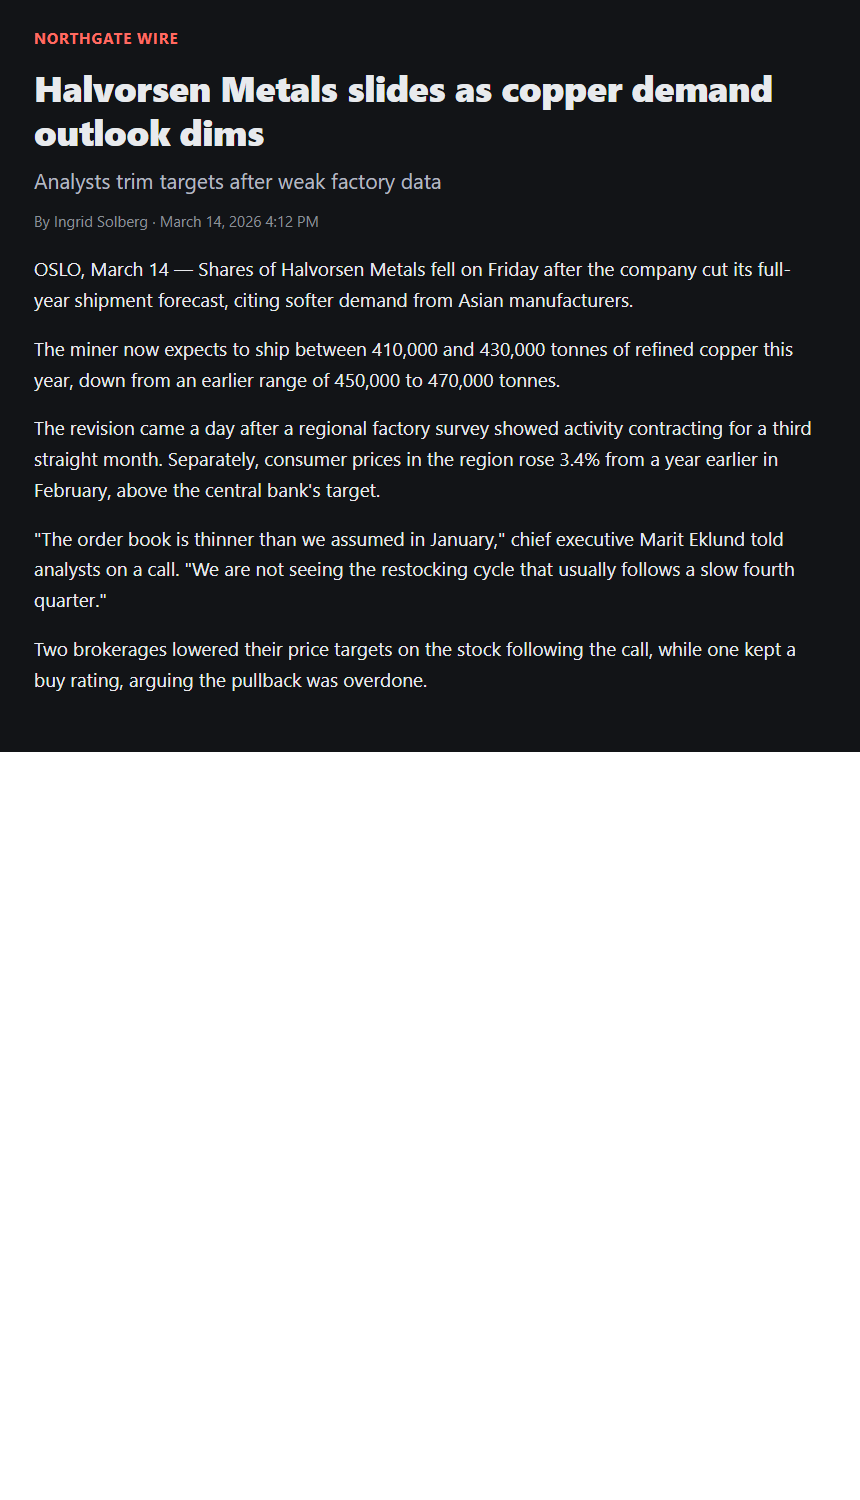 NORTHGATE WIRE
Halvorsen Metals slides as copper demand
outlook dims
Analysts trim targets after weak factory data
By Ingrid Solberg · March 14, 2026 4:12 PM
OSLO, March 14 — Shares of Halvorsen Metals fell on Friday after the company cut its full-
year shipment forecast, citing softer demand from Asian manufacturers.
The miner now expects to ship between 410,000 and 430,000 tonnes of refined copper this
year, down from an earlier range of 450,000 to 470,000 tonnes.
The revision came a day after a regional factory survey showed activity contracting for a third
straight month. Separately, consumer prices in the region rose 3.4% from a year earlier in
February, above the central bank's target.
"The order book is thinner than we assumed in January," chief executive Marit Eklund told
analysts on a call. "We are not seeing the restocking cycle that usually follows a slow fourth
quarter."
Two brokerages lowered their price targets on the stock following the call, while one kept a
buy rating, arguing the pullback was overdone.